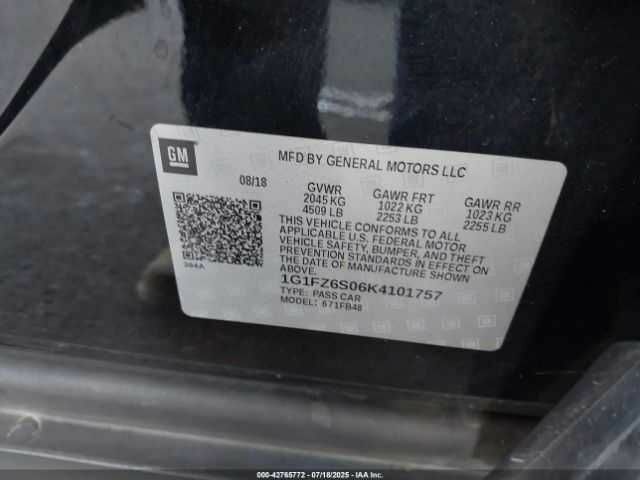 GM
MFD BY GENERAL MOTORS LLC
08/18
GVWR
2045 KG
4509 LB
GAWR FRT
1022 KG
2253 LB
GAWR RR
1023 KG
2255 LB
THIS VEHICLE CONFORMS TO ALL
APPLICABLE U.S. FEDERAL MOTOR
VEHICLE SAFETY, BUMPER, AND THEFT
PREVENTION STANDARDS IN EFFECT ON
THE DATE OF MANUFACTURE SHOWN
ABOVE.
1G1FZ6S06K4101757
TYPE: PASS CAR
MODEL: 671FB48
000-42765772 - 07/18/2025 - IAA Inc.